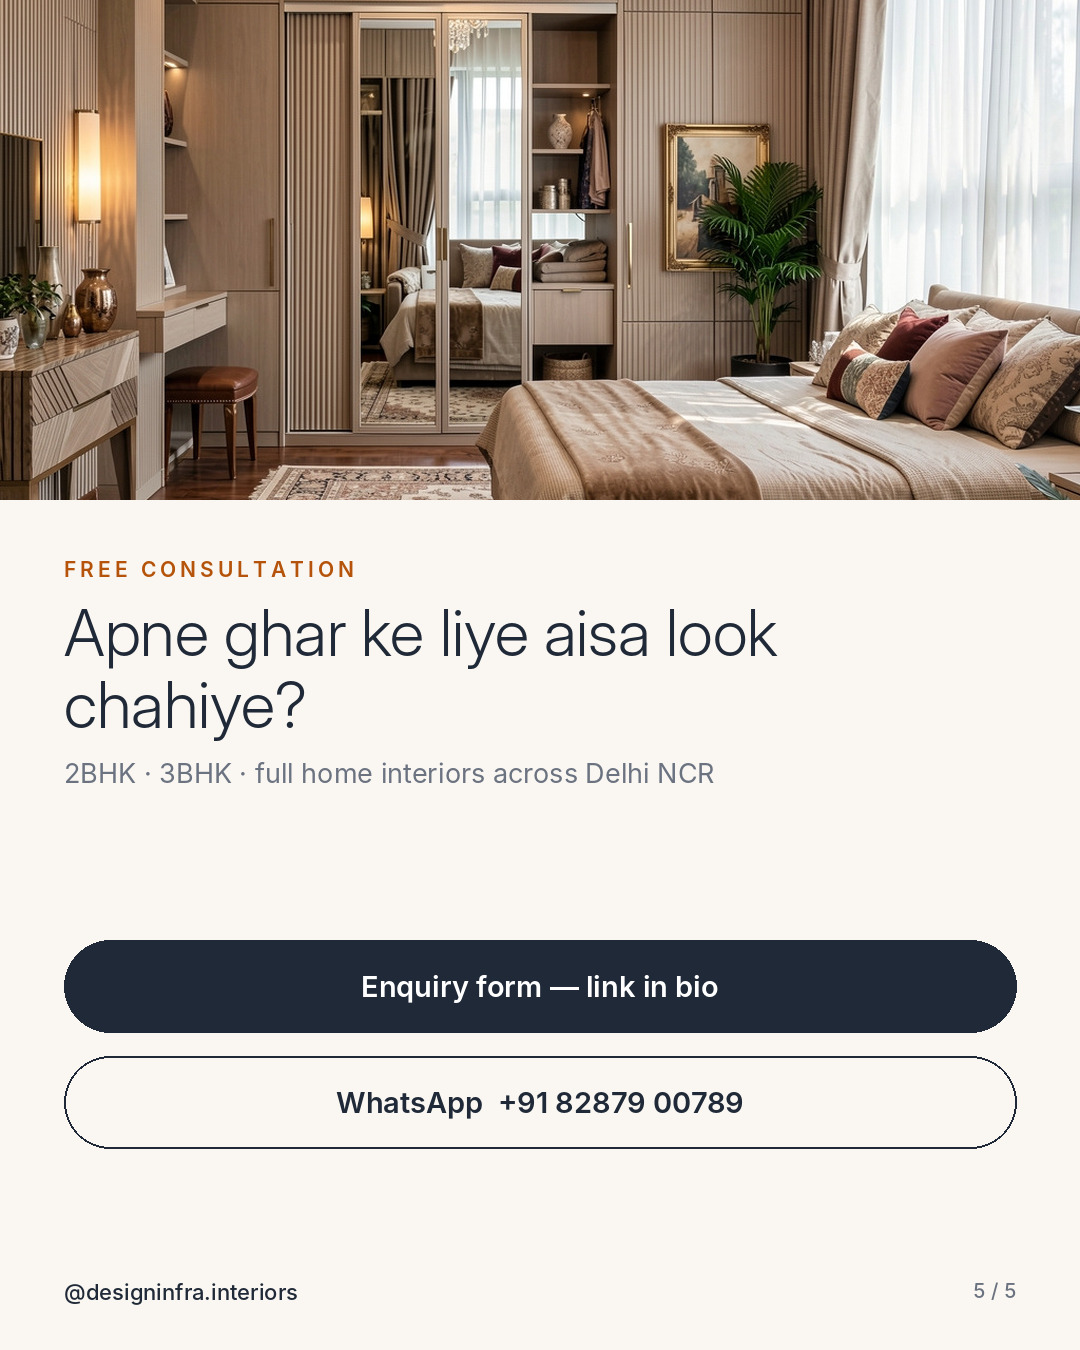 FREE CONSULTATION
Apne ghar ke liye aisa look
chahiye?
2BHK · 3BHK · full home interiors across Delhi NCR
Enquiry form — link in bio
WhatsApp +91 82879 00789
@designinfra.interiors
5 / 5